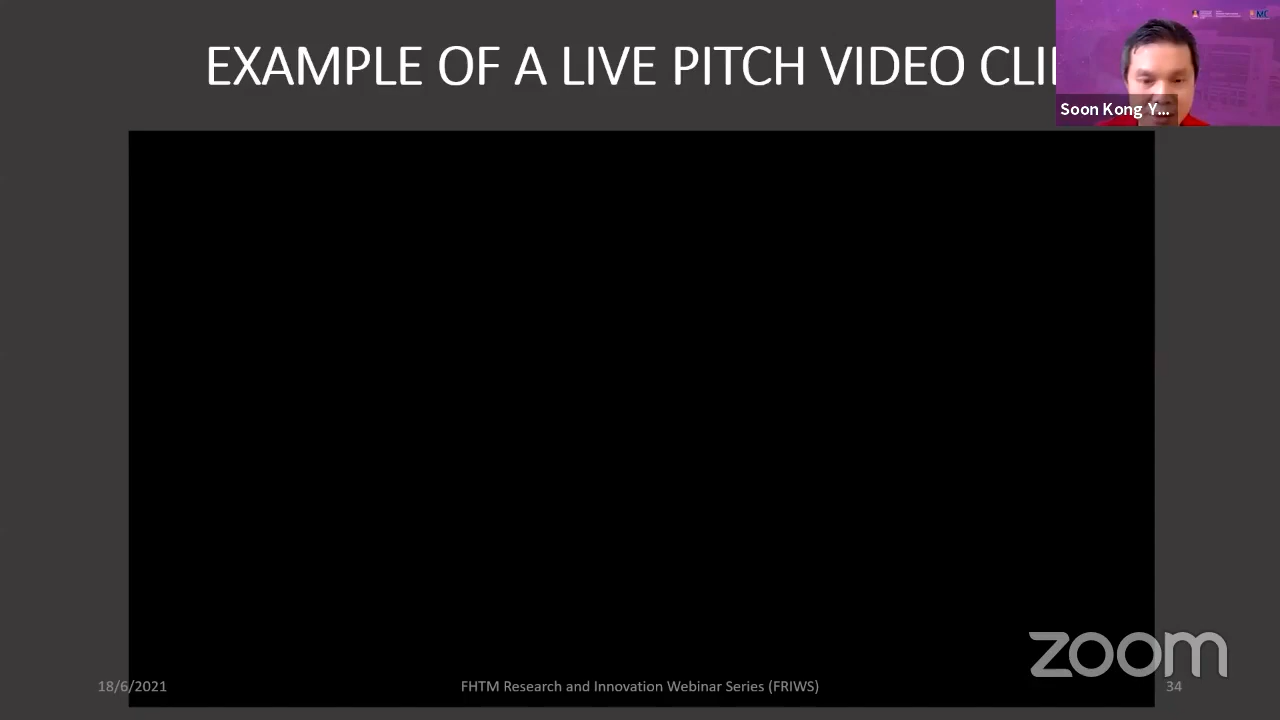 EXAMPLE OF A LIVE PITCH VIDEO CLI
Soon Kong Y...
zoom
18/6/2021
FHTM Research and Innovation Webinar Series (FRIWS)
34